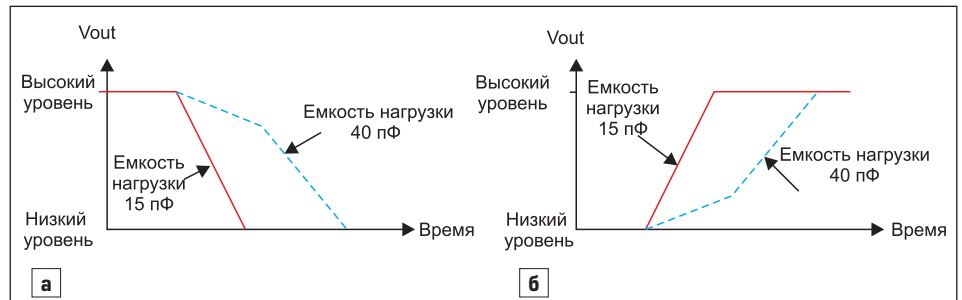 Vout
Высокий
уровень
Емкость нагрузки
40 пФ
Емкость
нагрузки
15 пФ
Низкий
уровень
Время
а
Vout
Высокий
уровень
Емкость
нагрузки
15 пФ
Емкость нагрузки
40 пФ
Низкий
уровень
Время
б